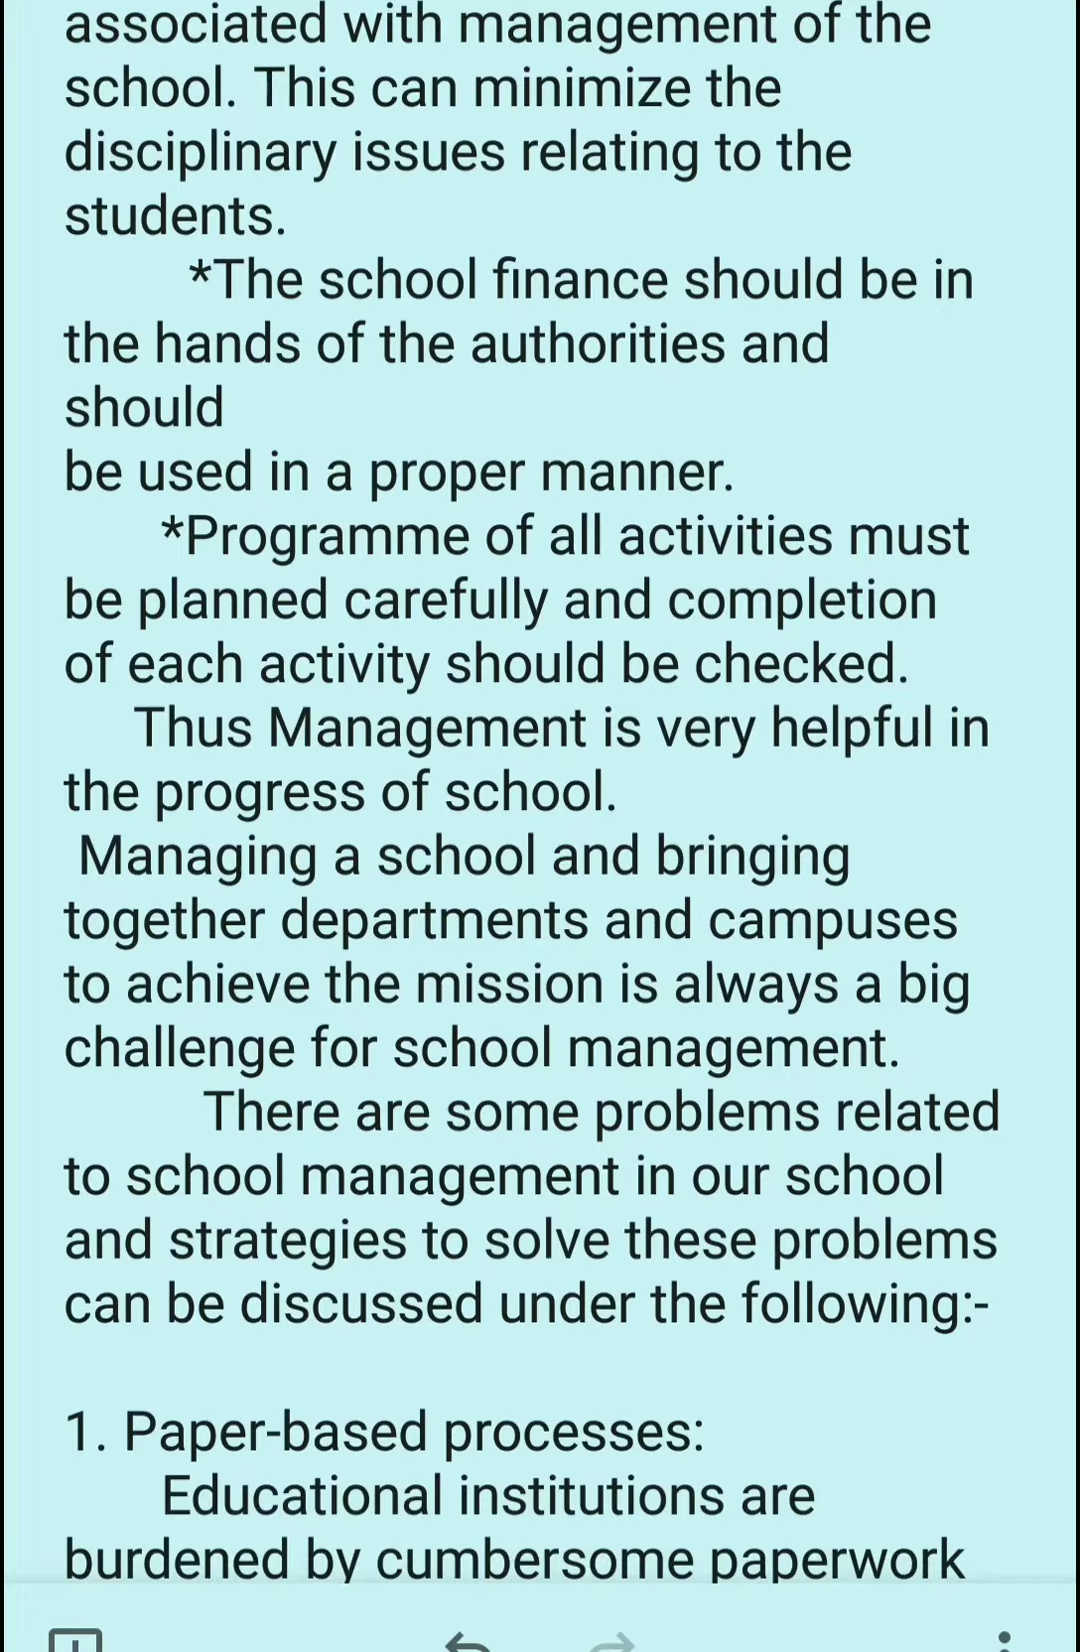 associated with management of the
school. This can minimize the
disciplinary issues relating to the
students.
*The school finance should be in
the hands of the authorities and
should
be used in a proper manner.
*Programme of all activities must
be planned carefully and completion
of each activity should be checked.
Thus Management is very helpful in
the progress of school.
Managing a school and bringing
together departments and campuses
to achieve the mission is always a big
challenge for school management.
There are some problems related
to school management in our school
and strategies to solve these problems
can be discussed under the following:-
1. Paper-based processes:
Educational institutions are
burdened by cumbersome paperwork